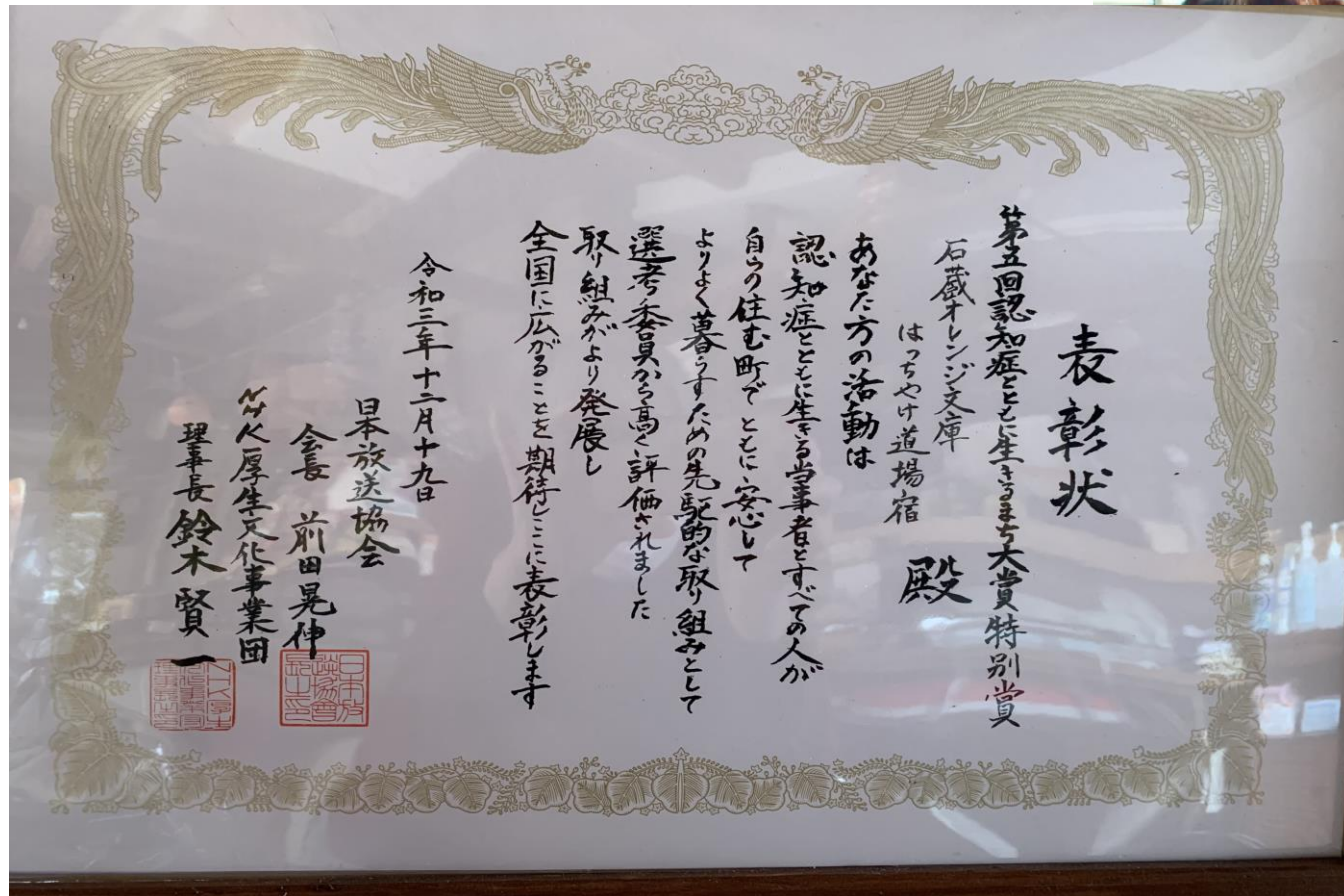 表彰状
第五回認知症とともに生きるまち大賞特別賞
石蔵オレンジ文庫
はっちゃけ道場宿
殿
あなた方の活動は
認知症とともに生きる当事者とすべての人が
自らの住む町でともに安心して
よりよく暮らすための先駆的な取り組みとして
選考委員から高く評価されました
取り組みがより発展し
全国に広がることを期待しここに表彰します
令和三年十二月十九日
日本放送協会
会長 前田晃伸
NHK厚生文化事業団
理事長 鈴木賢一